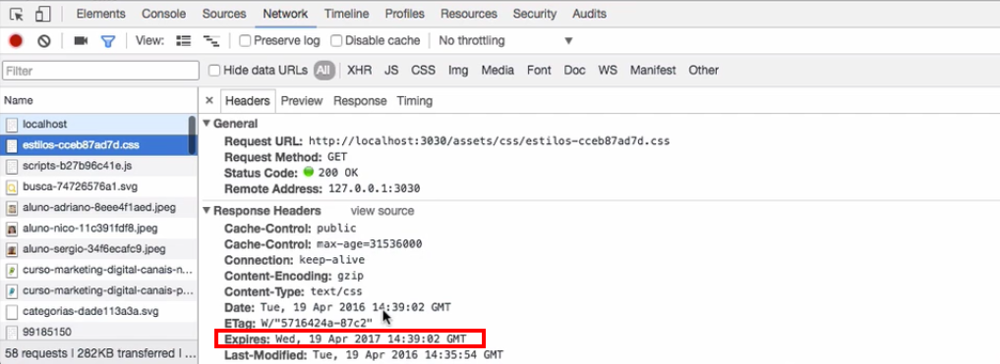 Elements Console Sources Network Timeline Profiles Resources Security Audits
View: Preserve log Disable cache No throttling
Filter Hide data URLs All XHR JS CSS Img Media Font Doc WS Manifest Other
Name
localhost
estilos-cceb87ad7d.css
scripts-b27b96c41e.js
busca-74726576a1.svg
aluno-adriano-8eee4f1aed.jpeg
aluno-nico-11c391fdf8.jpeg
aluno-sergio-34f6ecafc9.jpeg
curso-marketing-digital-canais-n...
curso-marketing-digital-canais-p...
categorias-dade113a3a.svg
99185150
58 requests | 282KB transferred | ...
× Headers Preview Response Timing
General
Request URL: http://localhost:3030/assets/css/estilos-cceb87ad7d.css
Request Method: GET
Status Code: 200 OK
Remote Address: 127.0.0.1:3030
Response Headers view source
Cache-Control: public
Cache-Control: max-age=31536000
Connection: keep-alive
Content-Encoding: gzip
Content-Type: text/css
Date: Tue, 19 Apr 2016 14:39:02 GMT
ETag: W/"5716424a-87c2"
Expires: Wed, 19 Apr 2017 14:39:02 GMT
Last-Modified: Tue, 19 Apr 2016 14:35:54 GMT